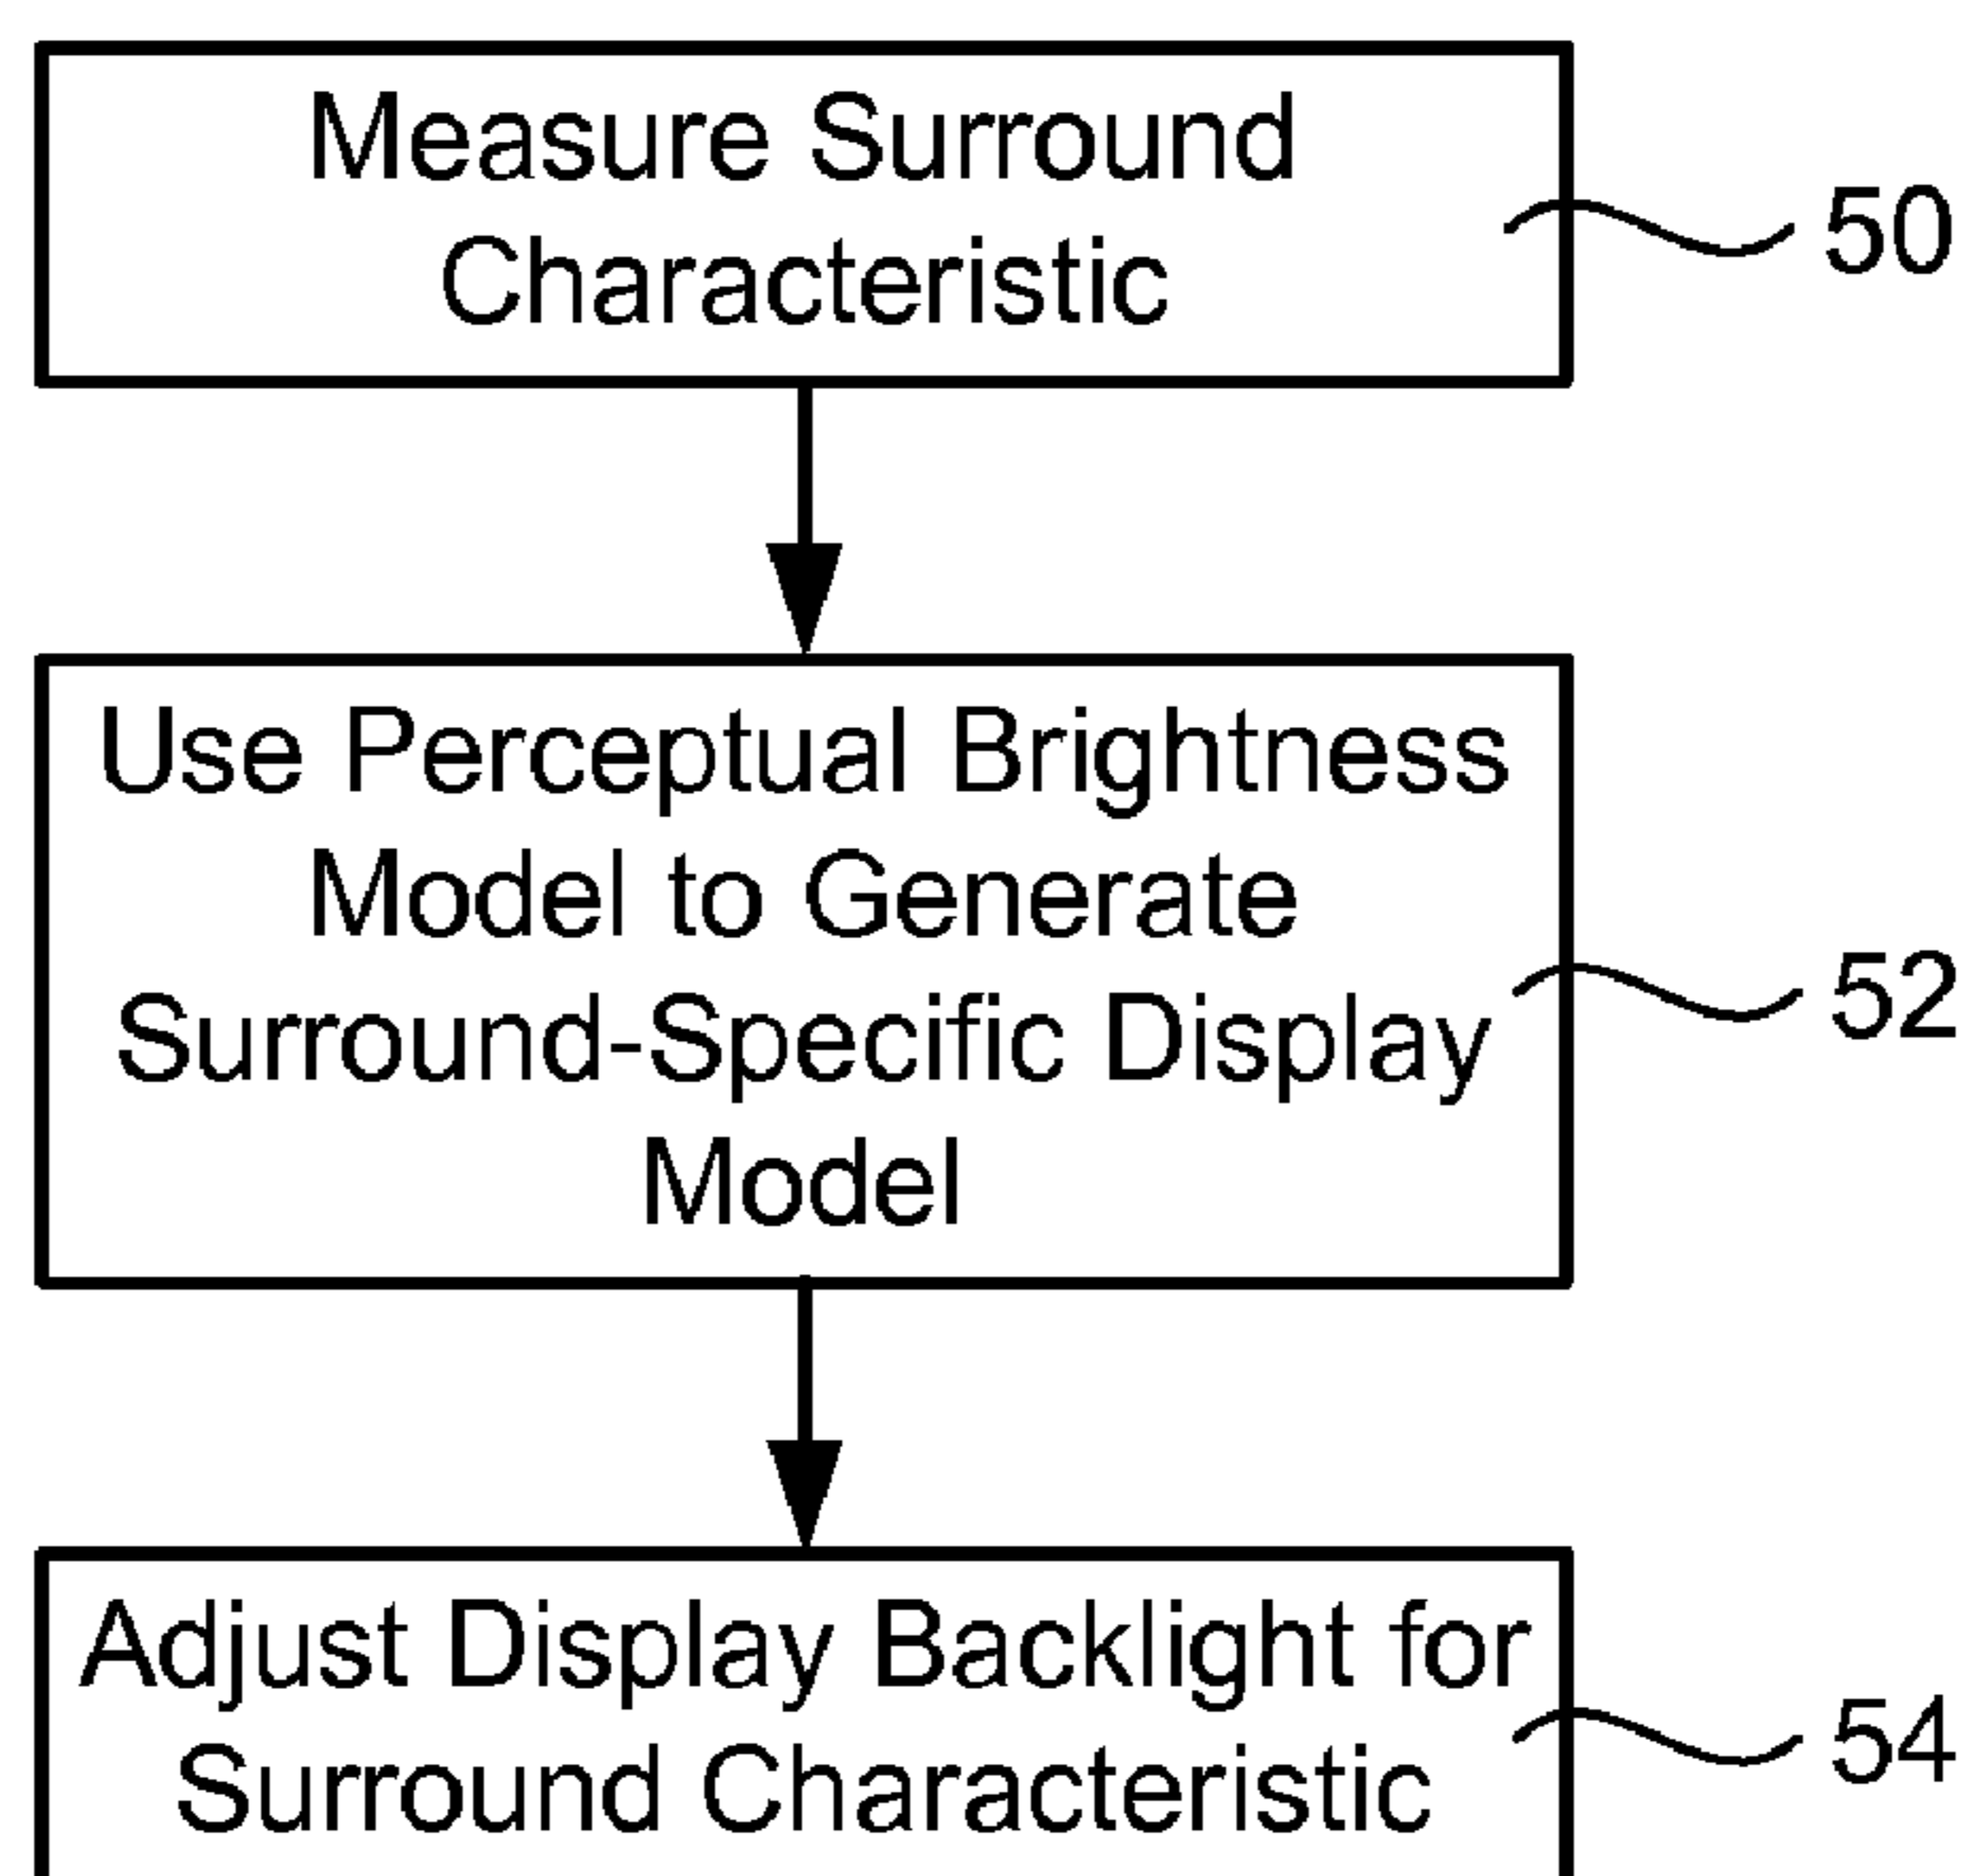 Measure Surround
Characteristic
50
Use Perceptual Brightness
Model to Generate
Surround-Specific Display
Model
52
Adjust Display Backlight for
Surround Characteristic
54